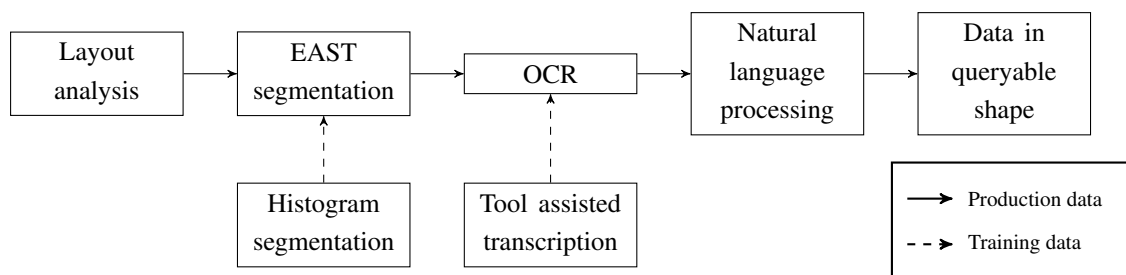 Layout
analysis
EAST
segmentation
OCR
Natural
language
processing
Data in
queryable
shape
Histogram
segmentation
Tool assisted
transcription
Production data
Training data